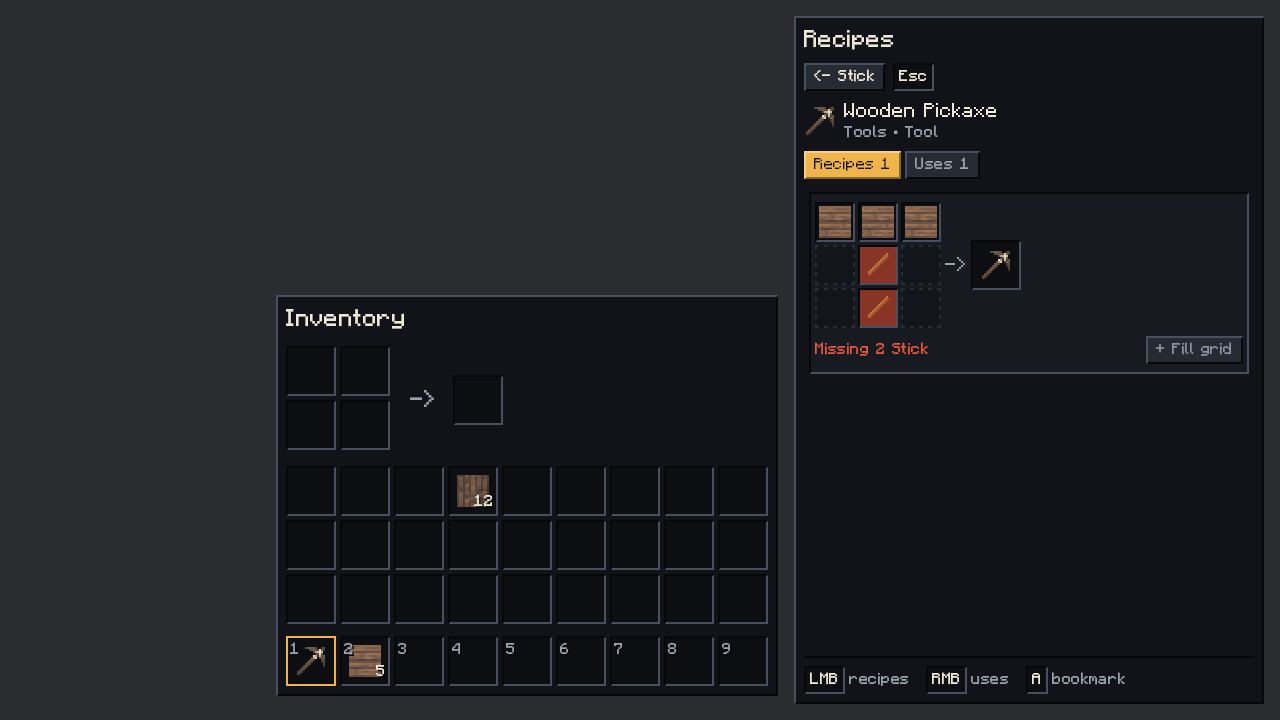 Recipes
<- Stick Esc
Wooden Pickaxe
Tools • Tool
Recipes 1 Uses 1
->
Missing 2 Stick + Fill grid
Inventory
->
12
1 2 5 3 4 5 6 7 8 9
LMB recipes RMB uses A bookmark